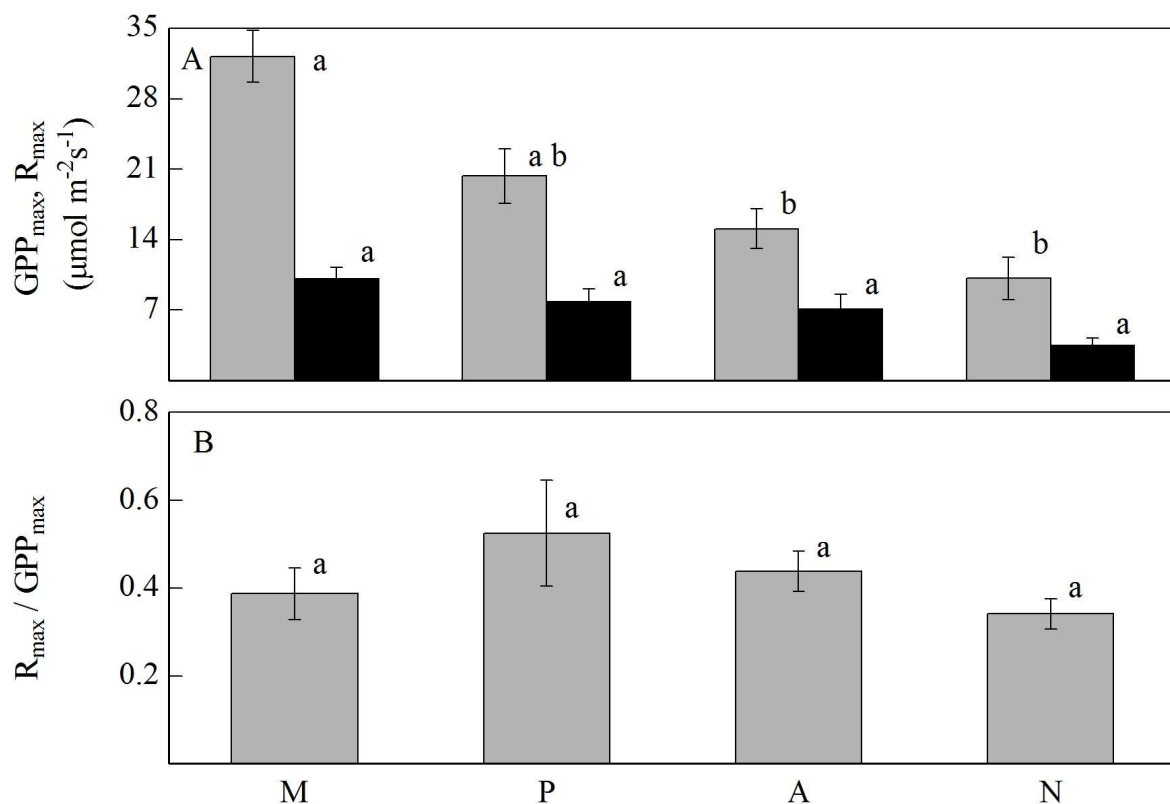 35
A
a
28
GPPmax, Rmax
(μmol m-2s-1)
21
a b
14
b
b
a
a
a
a
7
0.8
B
Rmax / GPPmax
0.6
a
a
a
a
0.4
0.2
M P A N